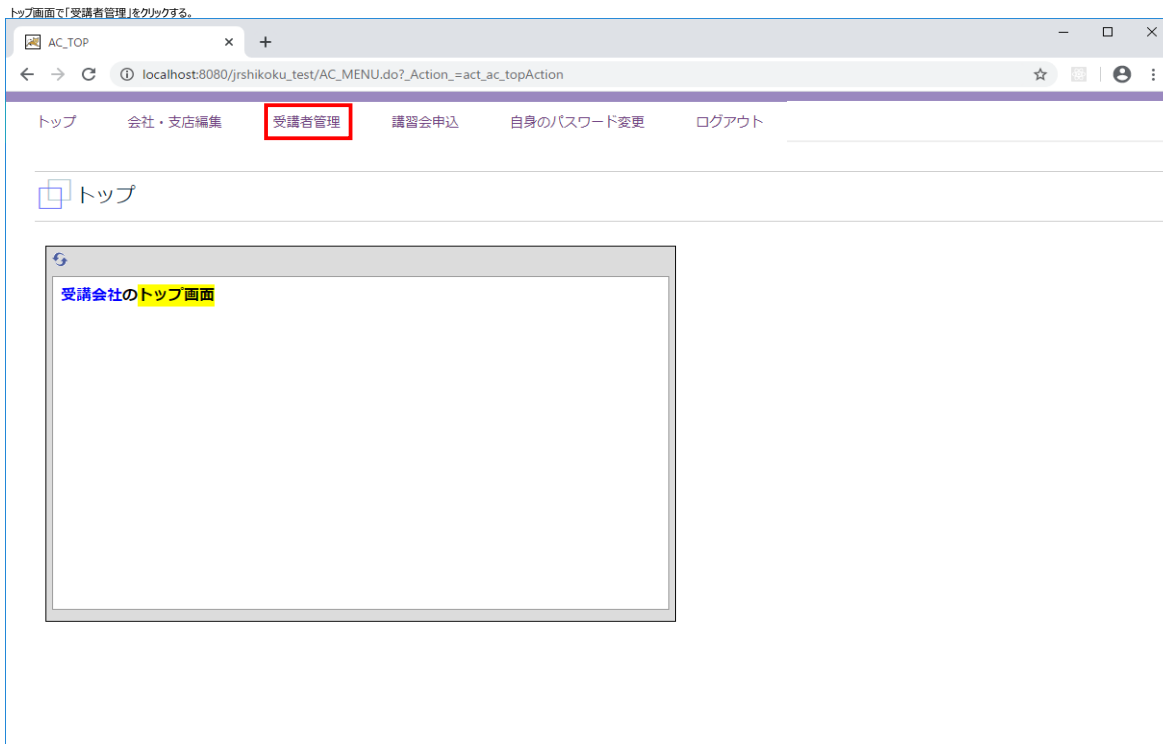 トップ画面で「受講者管理」をクリックする。
AC_TOP
localhost:8080/jrshikoku_test/AC_MENU.do?_Action_=act_ac_topAction
トップ 会社・支店編集 受講者管理 講習会申込 自身のパスワード変更 ログアウト
トップ
受講会社のトップ画面